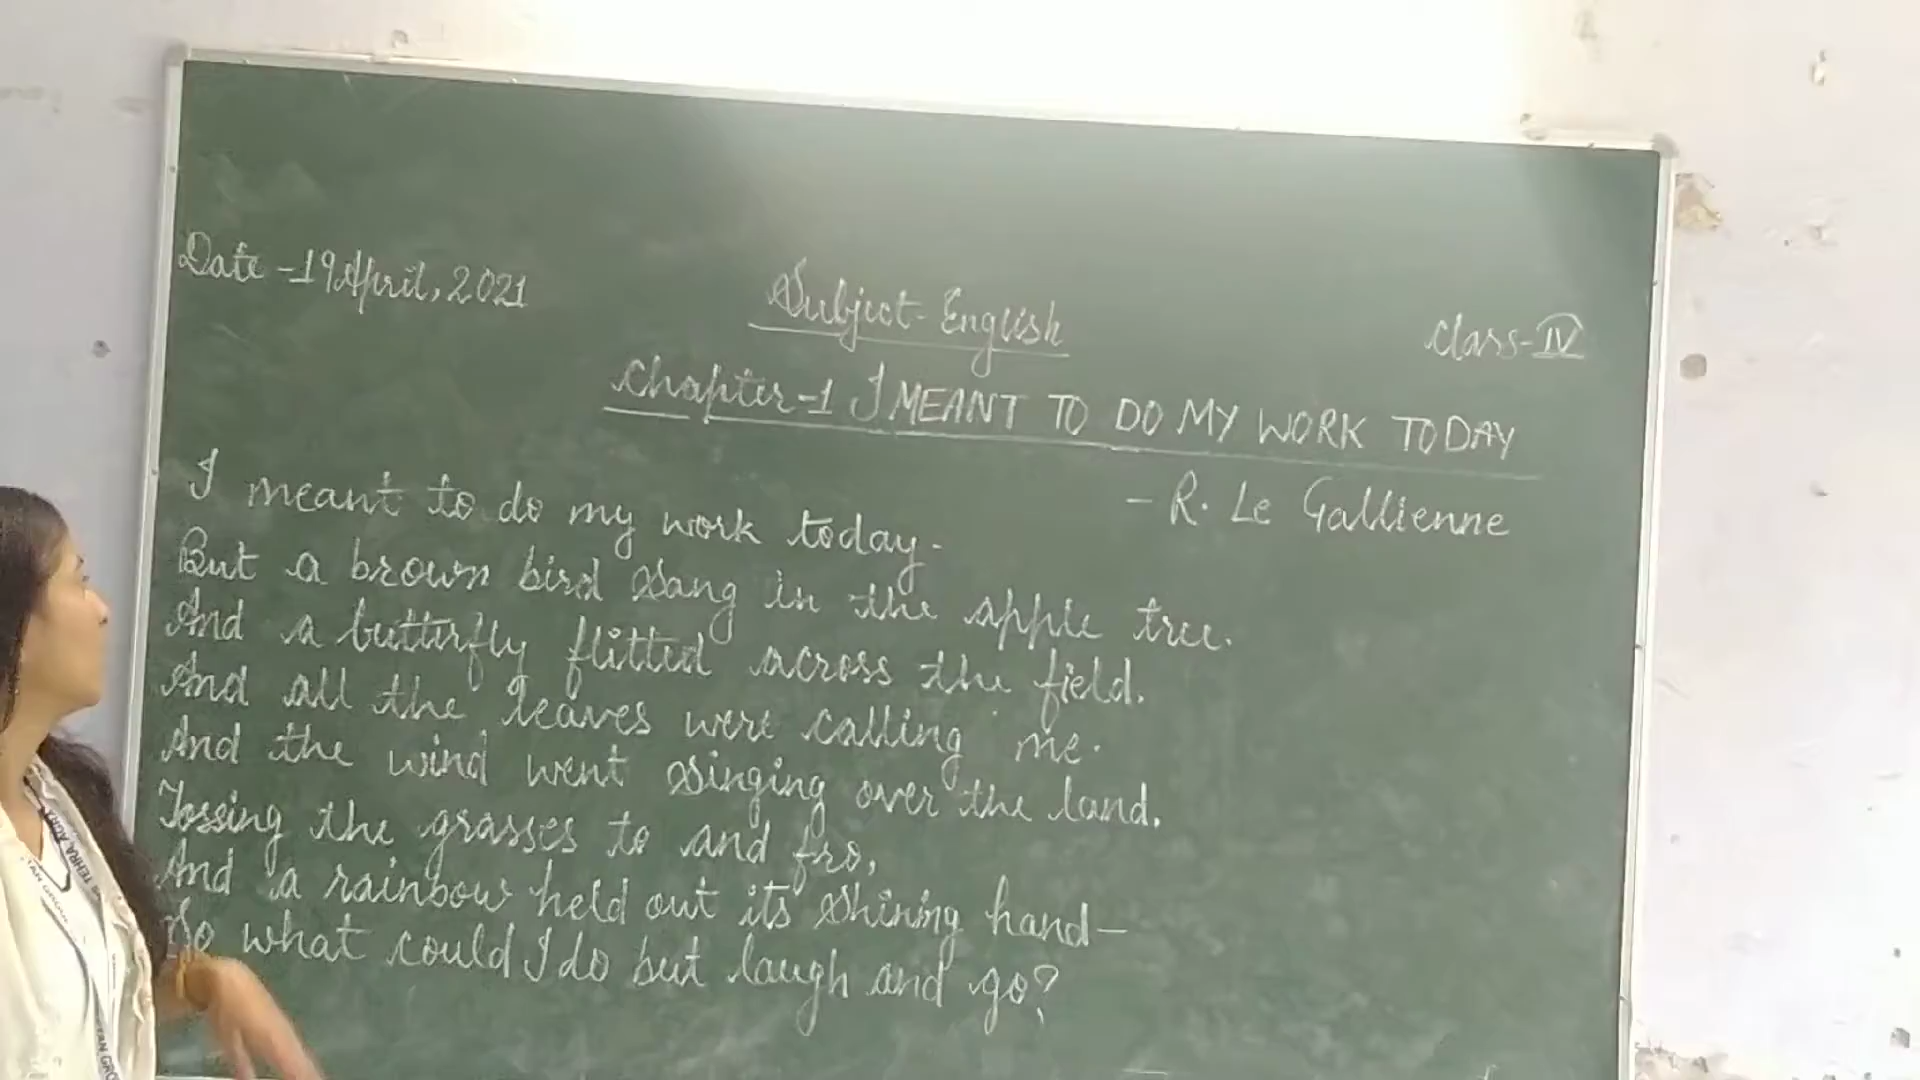 Date -19 April, 2021
Subject- English
Class- IV
Chapter-1 I MEANT TO DO MY WORK TODAY
- R. Le Gallienne
I meant to do my work today-
But a brown bird sang in the apple tree.
And a butterfly flitted across the field.
And all the leaves were calling me.
And the wind went singing over the land.
Tossing the grasses to and fro,
And a rainbow held out its shining hand—
So what could I do but laugh and go?
TEHRA, AGRA